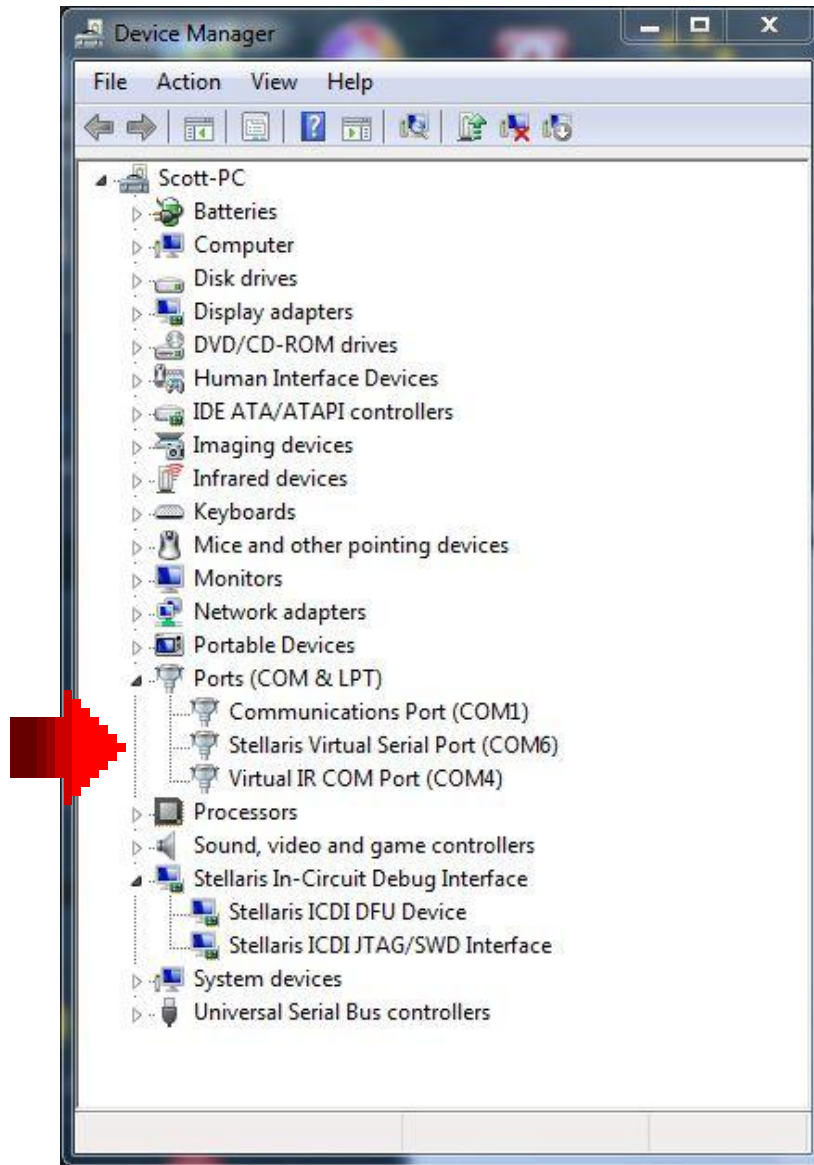 Device Manager
File Action View Help
Scott-PC
Batteries
Computer
Disk drives
Display adapters
DVD/CD-ROM drives
Human Interface Devices
IDE ATA/ATAPI controllers
Imaging devices
Infrared devices
Keyboards
Mice and other pointing devices
Monitors
Network adapters
Portable Devices
Ports (COM & LPT)
Communications Port (COM1)
Stellaris Virtual Serial Port (COM6)
Virtual IR COM Port (COM4)
Processors
Sound, video and game controllers
Stellaris In-Circuit Debug Interface
Stellaris ICDI DFU Device
Stellaris ICDI JTAG/SWD Interface
System devices
Universal Serial Bus controllers